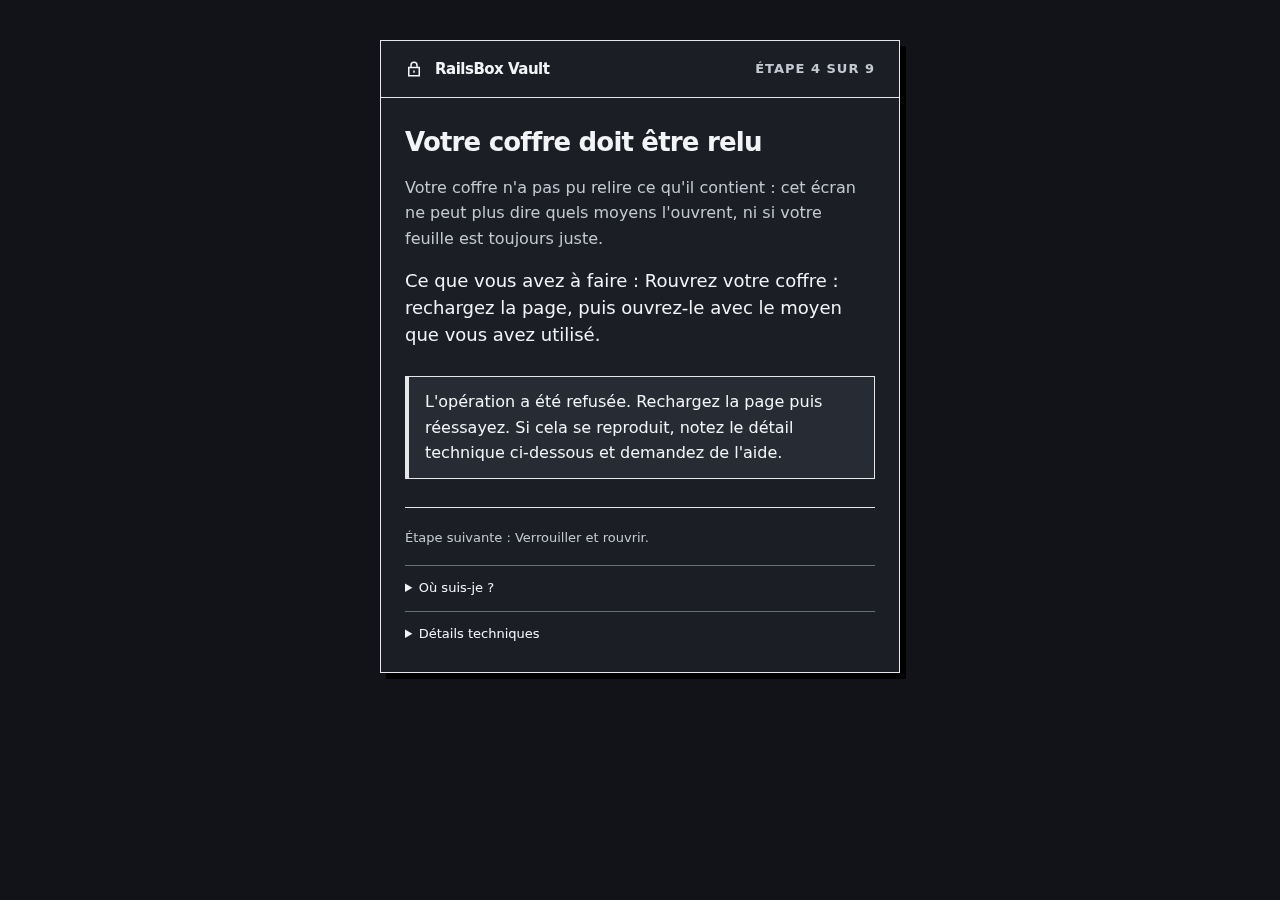 RailsBox Vault
ÉTAPE 4 SUR 9
Votre coffre doit être relu
Votre coffre n'a pas pu relire ce qu'il contient : cet écran
ne peut plus dire quels moyens l'ouvrent, ni si votre
feuille est toujours juste.
Ce que vous avez à faire : Rouvrez votre coffre :
rechargez la page, puis ouvrez-le avec le moyen
que vous avez utilisé.
L'opération a été refusée. Rechargez la page puis
réessayez. Si cela se reproduit, notez le détail
technique ci-dessous et demandez de l'aide.
Étape suivante : Verrouiller et rouvrir.
Où suis-je ?
Détails techniques